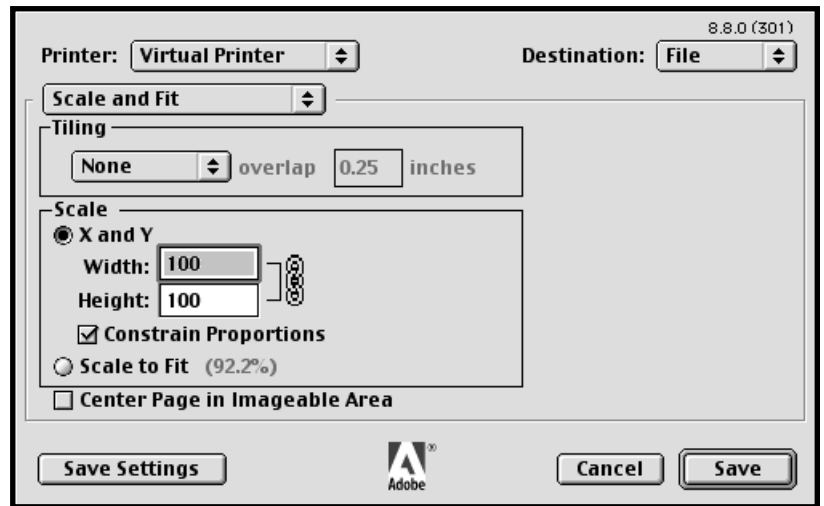 8.8.0 (301)
Printer: Virtual Printer Destination: File
Scale and Fit
Tiling
None overlap 0.25 inches
Scale
X and Y
Width: 100
Height: 100
Constrain Proportions
Scale to Fit (92.2%)
Center Page in Imageable Area
Save Settings Adobe ® Cancel Save